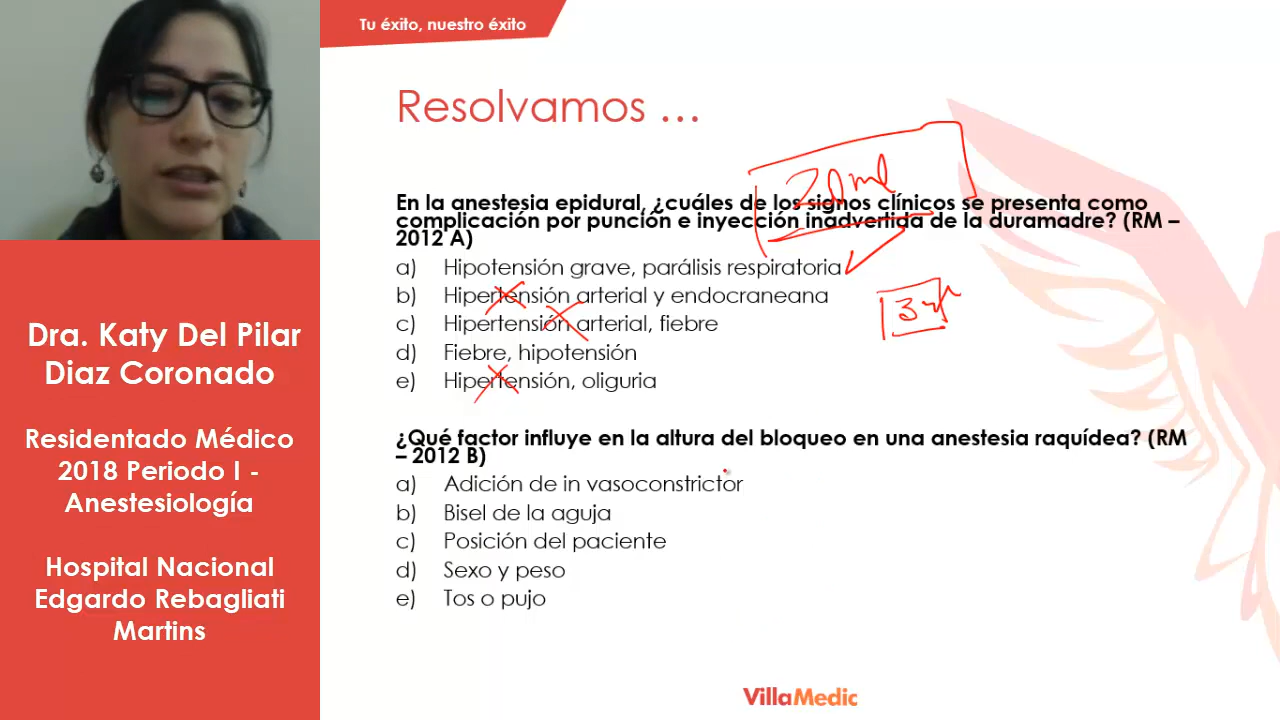 Tu éxito, nuestro éxito
Resolvamos …
20ml
En la anestesia epidural, ¿cuáles de los signos clínicos se presenta como
complicación por punción e inyección inadvertida de la duramadre? (RM –
2012 A)
a) Hipotensión grave, parálisis respiratoria
b) Hipertensión arterial y endocraneana
c) Hipertensión arterial, fiebre
d) Fiebre, hipotensión
e) Hipertensión, oliguria
¿Qué factor influye en la altura del bloqueo en una anestesia raquídea? (RM
– 2012 B)
a) Adición de in vasoconstrictor
b) Bisel de la aguja
c) Posición del paciente
d) Sexo y peso
e) Tos o pujo
Dra. Katy Del Pilar
Diaz Coronado
Residentado Médico
2018 Periodo I -
Anestesiología
Hospital Nacional
Edgardo Rebagliati
Martins
VillaMedic